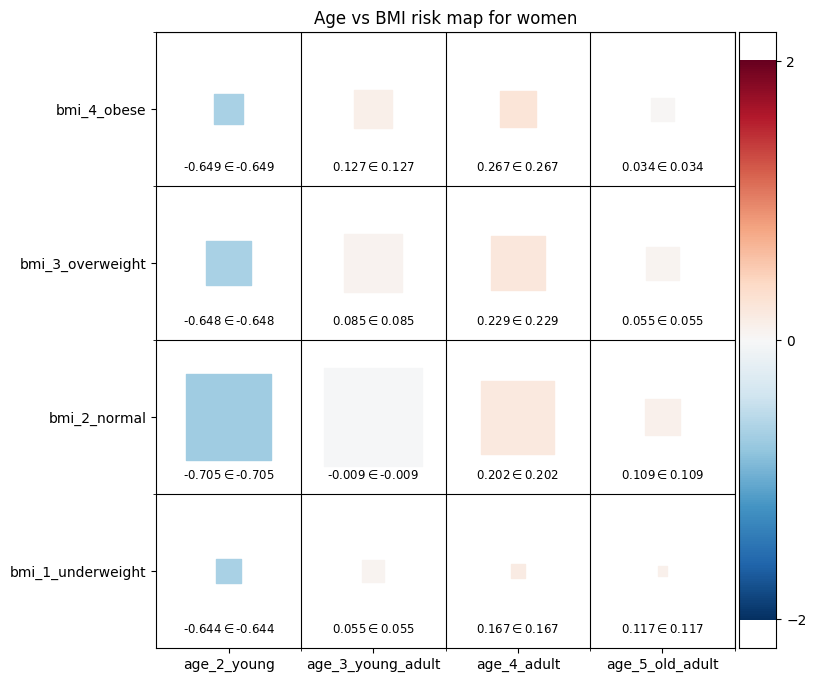 Age vs BMI risk map for women
bmi_4_obese
-0.649∈-0.649
0.127∈0.127
0.267∈0.267
0.034∈0.034
bmi_3_overweight
-0.648∈-0.648
0.085∈0.085
0.229∈0.229
0.055∈0.055
bmi_2_normal
-0.705∈-0.705
-0.009∈-0.009
0.202∈0.202
0.109∈0.109
bmi_1_underweight
-0.644∈-0.644
0.055∈0.055
0.167∈0.167
0.117∈0.117
age_2_young
age_3_young_adult
age_4_adult
age_5_old_adult
2
0
−2